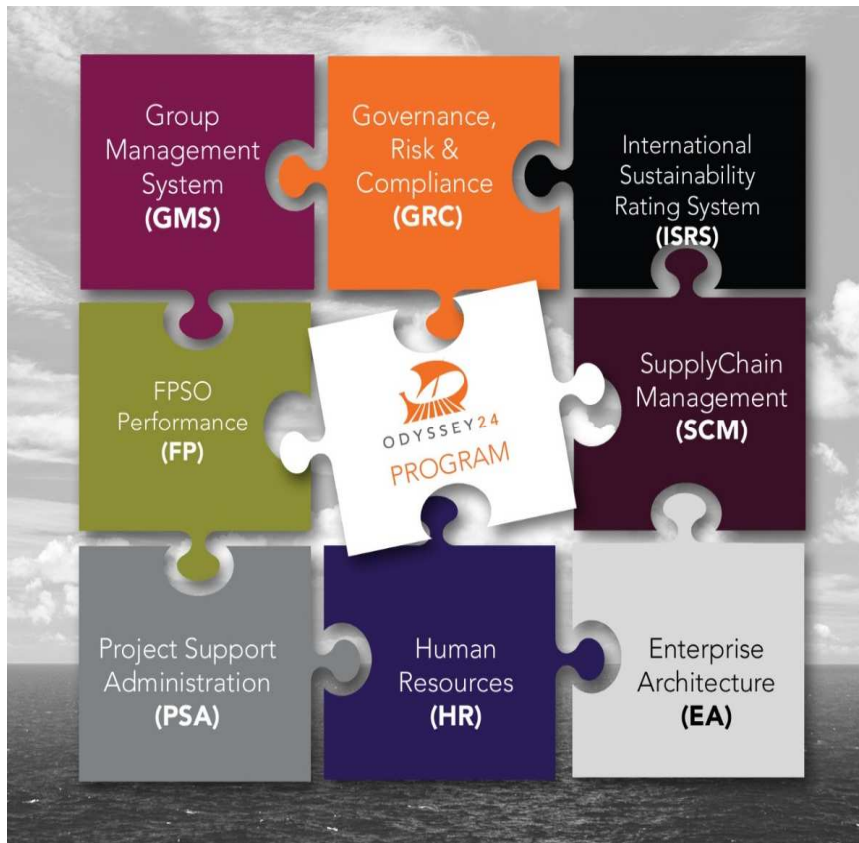 Group
Management
System
(GMS)
Governance,
Risk &
Compliance
(GRC)
International
Sustainability
Rating System
(ISRS)
FPSO
Performance
(FP)
ODYSSEY24
PROGRAM
SupplyChain
Management
(SCM)
Project Support
Administration
(PSA)
Human
Resources
(HR)
Enterprise
Architecture
(EA)